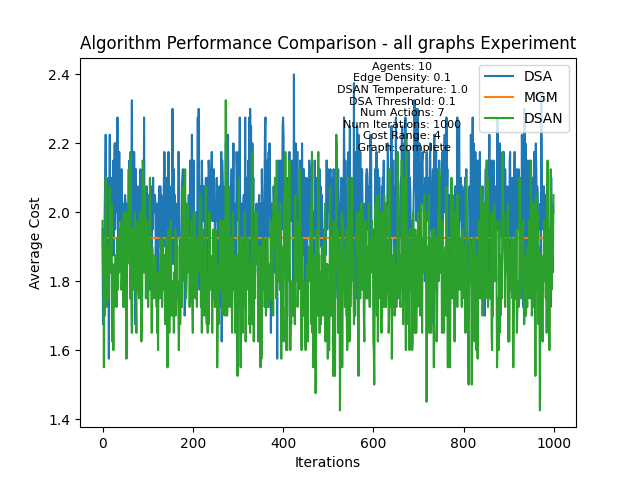 Algorithm Performance Comparison - all graphs Experiment
Agents: 10
Edge Density: 0.1
DSAN Temperature: 1.0
DSA Threshold: 0.1
Num Actions: 7
Num Iterations: 1000
Cost Range: 4
Graph: complete
DSA
MGM
DSAN
Average Cost
2.4
2.2
2.0
1.8
1.6
1.4
0
200
400
600
800
1000
Iterations